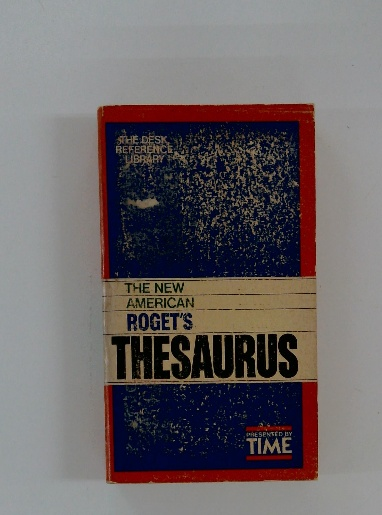 THE DESK
REFERENCE
LIBRARY
THE NEW
AMERICAN
ROGET'S
THESAURUS
PRESENTED BY
TIME